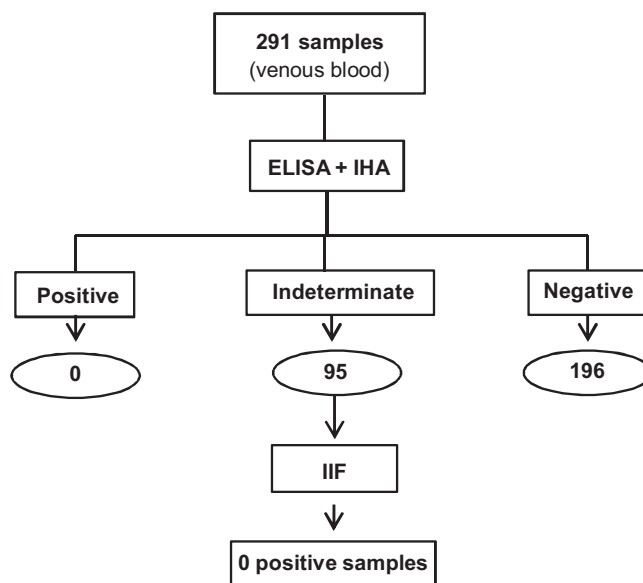 291 samples
(venous blood)
ELISA + IHA
Positive
Indeterminate
Negative
0
95
196
IIF
0 positive samples